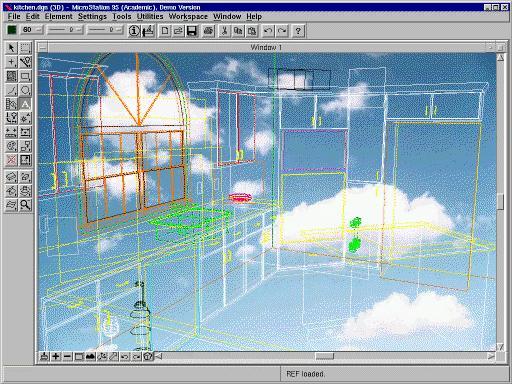 kitchen.dgn (3D) - MicroStation 95 (Academic), Demo Version
File Edit Element Settings Tools Utilities Workspace Window Help
60 0 0
Window 1
A
REF loaded.